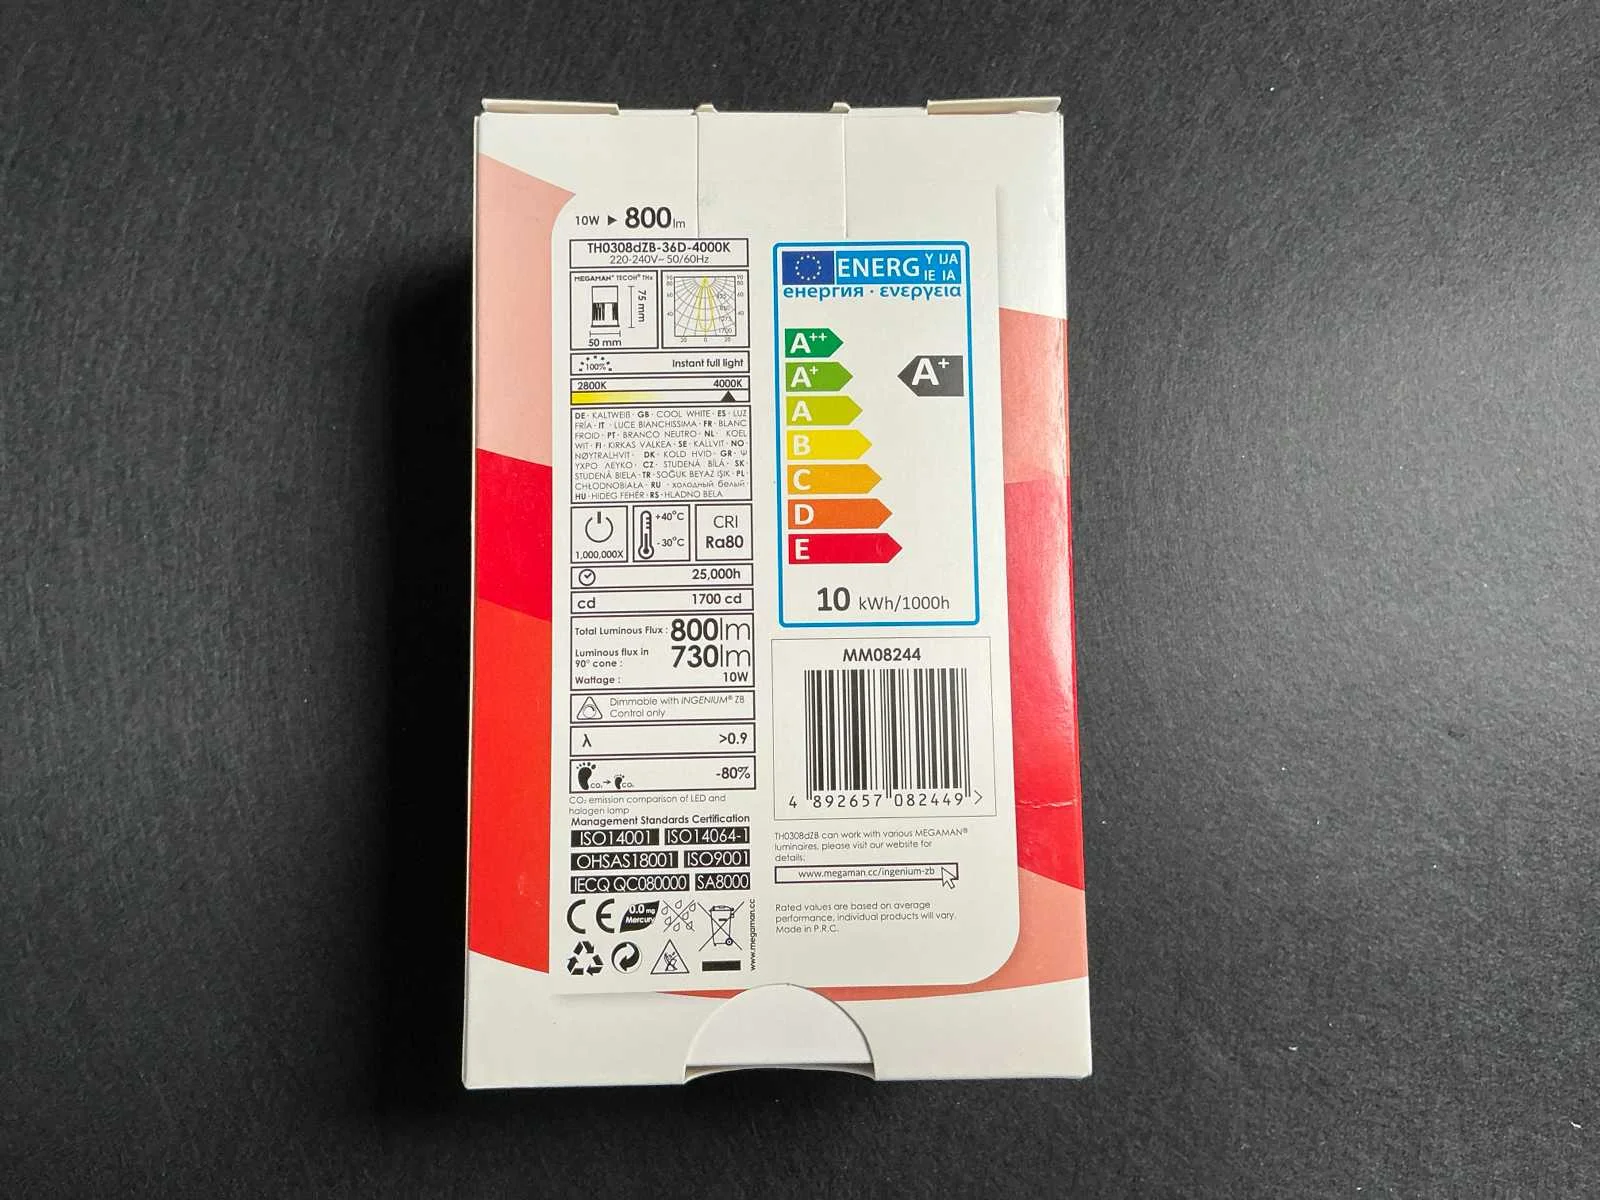 10W ▶ 800lm
TH0308dZB-36D-4000K
220-240V~ 50/60Hz
MEGAMAN® TECOH® THx
75 mm
50 mm
100%
Instant full light
2800K 4000K
DE · KALTWEIß · GB · COOL WHITE · ES · LUZ
FRÍA · IT · LUCE BIANCHISSIMA · FR · BLANC
FROID · PT · BRANCO NEUTRO · NL · KOEL
WIT · FI · KIRKAS VALKEA · SE · KALLVIT · NO ·
NØYTRALHVIT · DK · KOLD HVID · GR · Ψ
ΥΧΡΟ ΛΕΥΚΟ · CZ · STUDENÁ BÍLÁ · SK ·
STUDENÁ BIELA · TR · SOĞUK BEYAZ IŞIK · PL ·
CHŁODNOBIAŁA · RU · холодный белый ·
HU · HIDEG FEHÉR · RS · HLADNO BELA
1,000,000X
+40°C
-30°C
CRI
Ra80
25,000h
cd 1700 cd
Total Luminous Flux : 800lm
Luminous flux in
90° cone : 730lm
Wattage : 10W
Dimmable with INGENIUM® ZB
Control only
λ >0.9
CO₂ → CO₂ -80%
CO₂ emission comparison of LED and
halogen lamp
Management Standards Certification
ISO14001 ISO14064-1
OHSAS18001 ISO9001
IECQ QC080000 SA8000
CE
0.0 mg
Mercury
www.megaman.cc
ENERG Y IJA
IE IA
енергия · ενεργεια
A++
A+
A+
A
B
C
D
E
10 kWh/1000h
MM08244
4 892657 082449 >
TH0308dZB can work with various MEGAMAN®
luminaires, please visit our website for
details:
www.megaman.cc/ingenium-zb
Rated values are based on average
performance, individual products will vary.
Made in P.R.C.